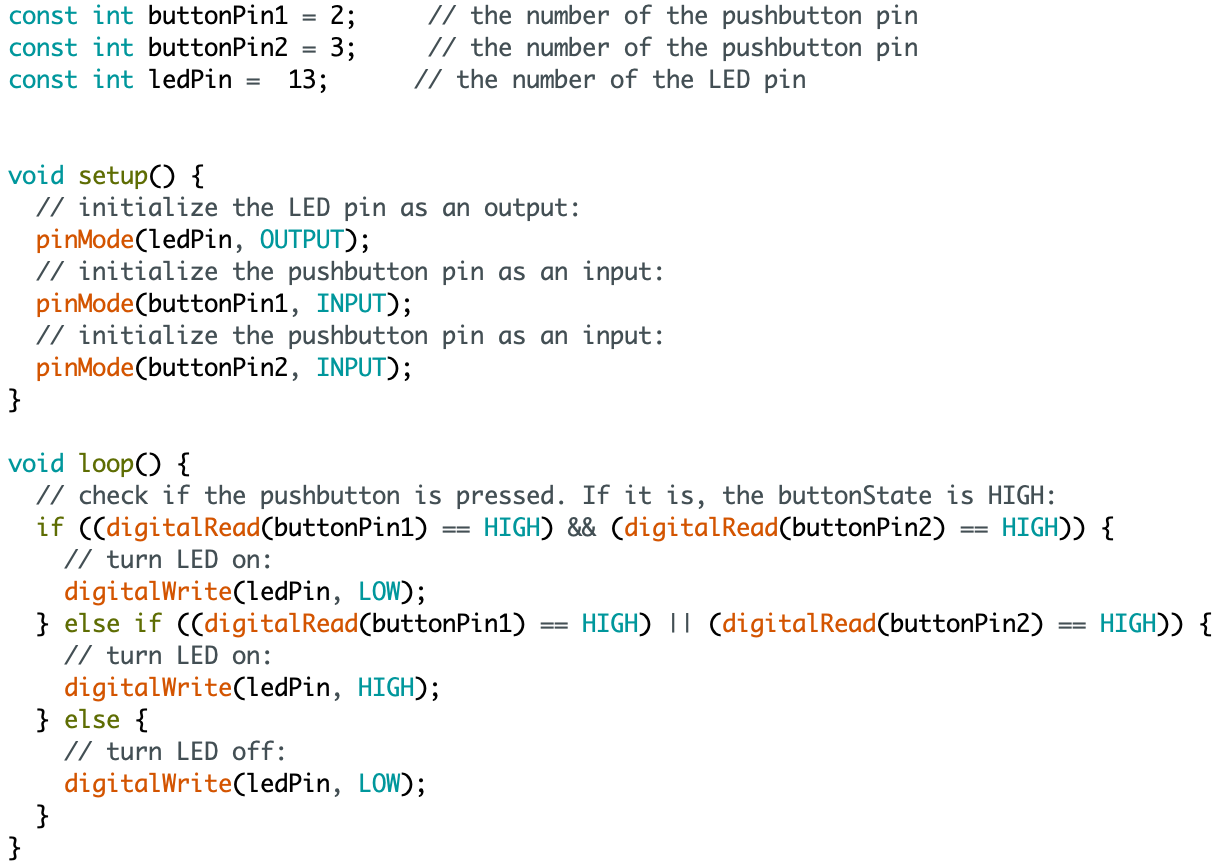 const int buttonPin1 = 2;     // the number of the pushbutton pin
const int buttonPin2 = 3;     // the number of the pushbutton pin
const int ledPin =  13;      // the number of the LED pin


void setup() {
  // initialize the LED pin as an output:
  pinMode(ledPin, OUTPUT);
  // initialize the pushbutton pin as an input:
  pinMode(buttonPin1, INPUT);
  // initialize the pushbutton pin as an input:
  pinMode(buttonPin2, INPUT);
}

void loop() {
  // check if the pushbutton is pressed. If it is, the buttonState is HIGH:
  if ((digitalRead(buttonPin1) == HIGH) && (digitalRead(buttonPin2) == HIGH)) {
    // turn LED on:
    digitalWrite(ledPin, LOW);
  } else if ((digitalRead(buttonPin1) == HIGH) || (digitalRead(buttonPin2) == HIGH)) {
    // turn LED on:
    digitalWrite(ledPin, HIGH);
  } else {
    // turn LED off:
    digitalWrite(ledPin, LOW);
  }
}